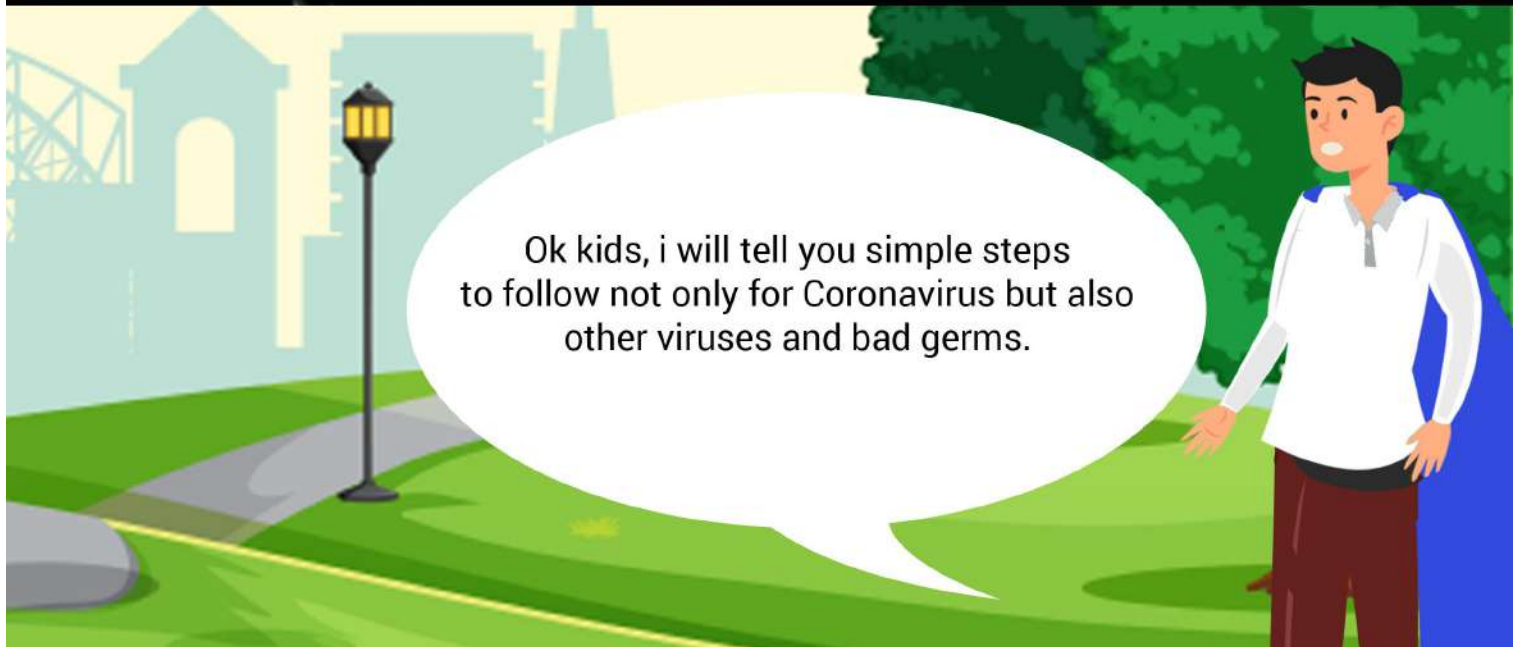 Ok kids, i will tell you simple steps
to follow not only for Coronavirus but also
other viruses and bad germs.